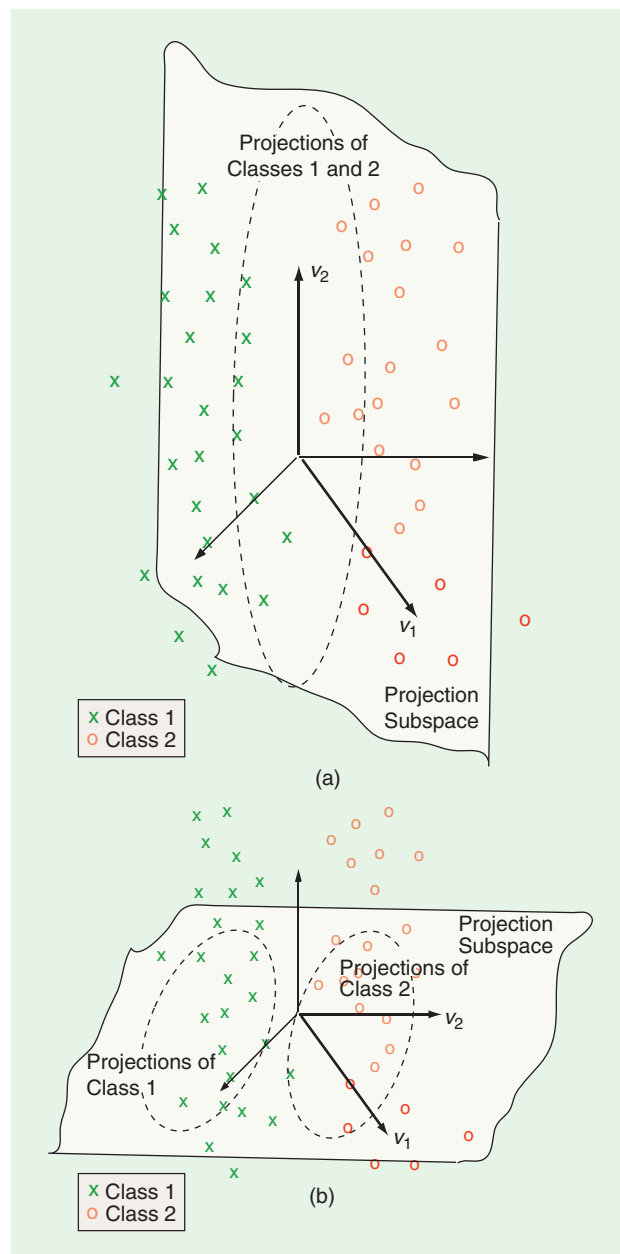 Projections of
Classes 1 and 2
v2
v1
Projection
Subspace
x Class 1
o Class 2
(a)
Projection
Subspace
Projections of
Class 2
v2
Projections of
Class 1
v1
x Class 1
o Class 2
(b)